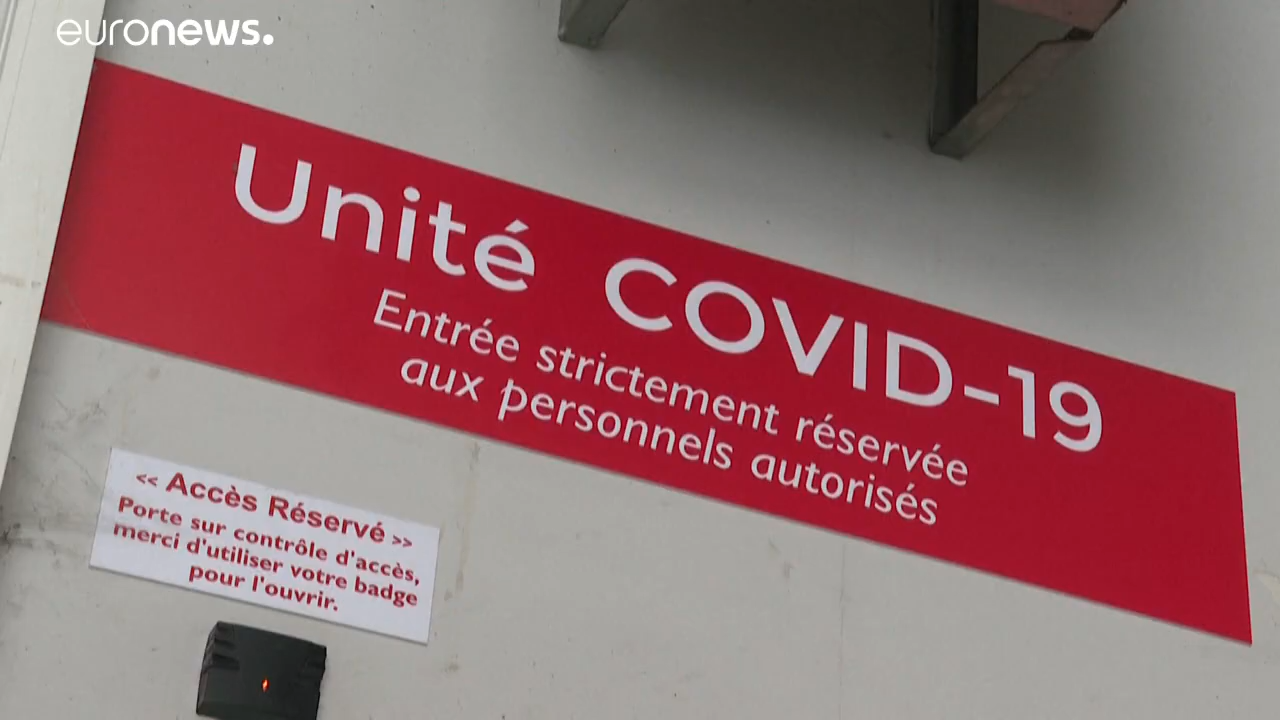 euronews.
Unité COVID-19
Entrée strictement réservée
aux personnels autorisés
<< Accès Réservé >>
Porte sur contrôle d'accès,
merci d'utiliser votre badge
pour l'ouvrir.